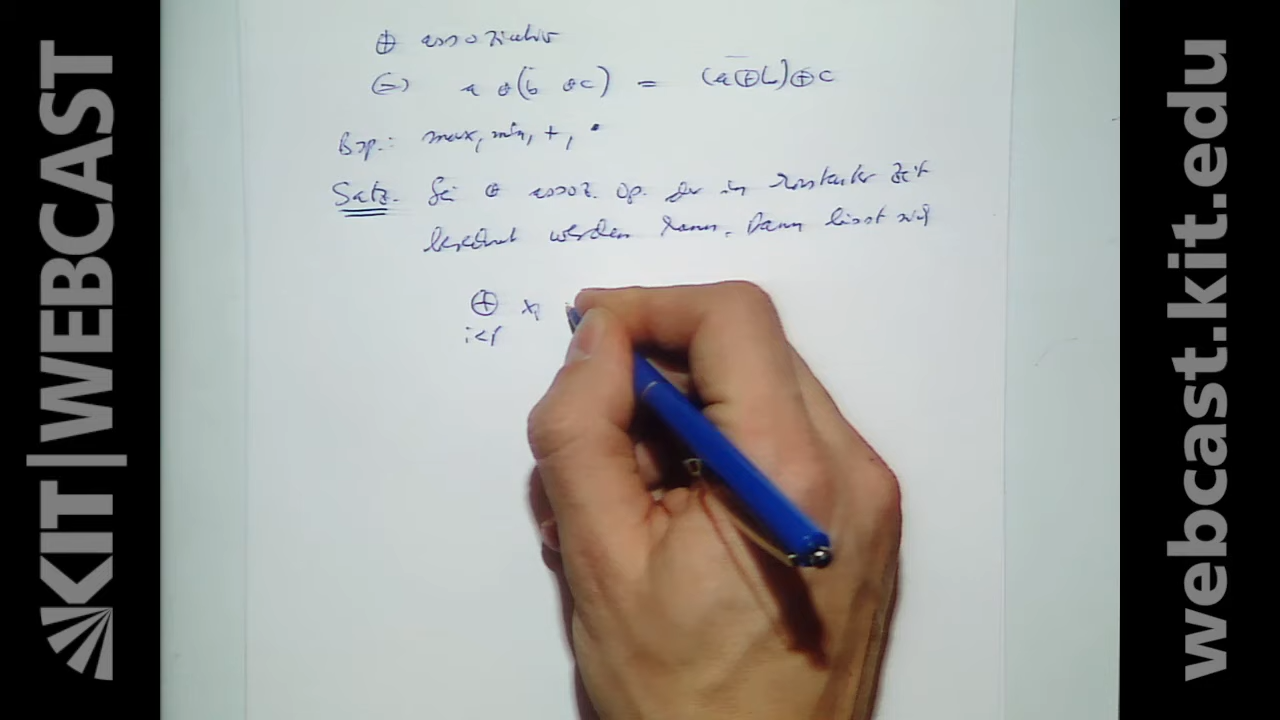 KIT|WEBCAST
⊕ assoziativ
(=) a ⊕(b ⊕c) = (a⊕b)⊕c
Bsp.: max, min, +, •
Satz. Sei ⊕ assoz. Op. der in konstanter Zeit
berechnet werden kann. Dann lässt sich
⊕ xᵢ
i<p
webcast.kit.edu